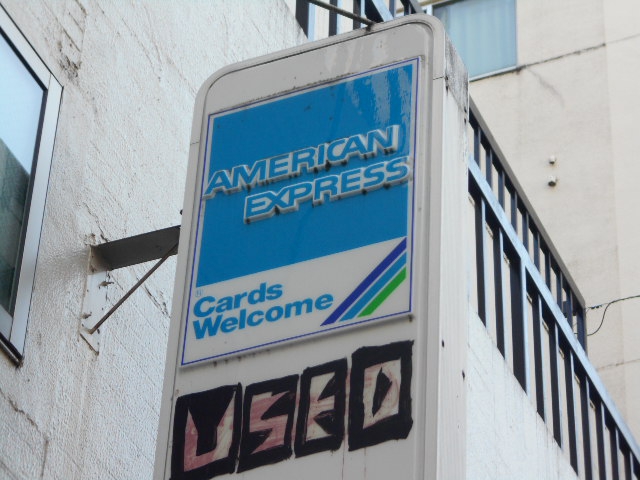 AMERICAN
EXPRESS
Cards
Welcome
USED